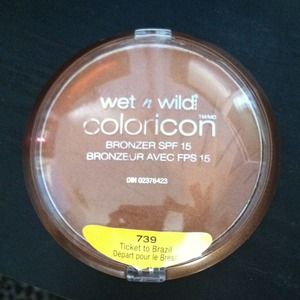 wet n wild
coloricon
TM/MC
BRONZER SPF 15
BRONZEUR AVEC FPS 15
DIN 02378423
739
Ticket to Brazil
Départ pour le Brésil